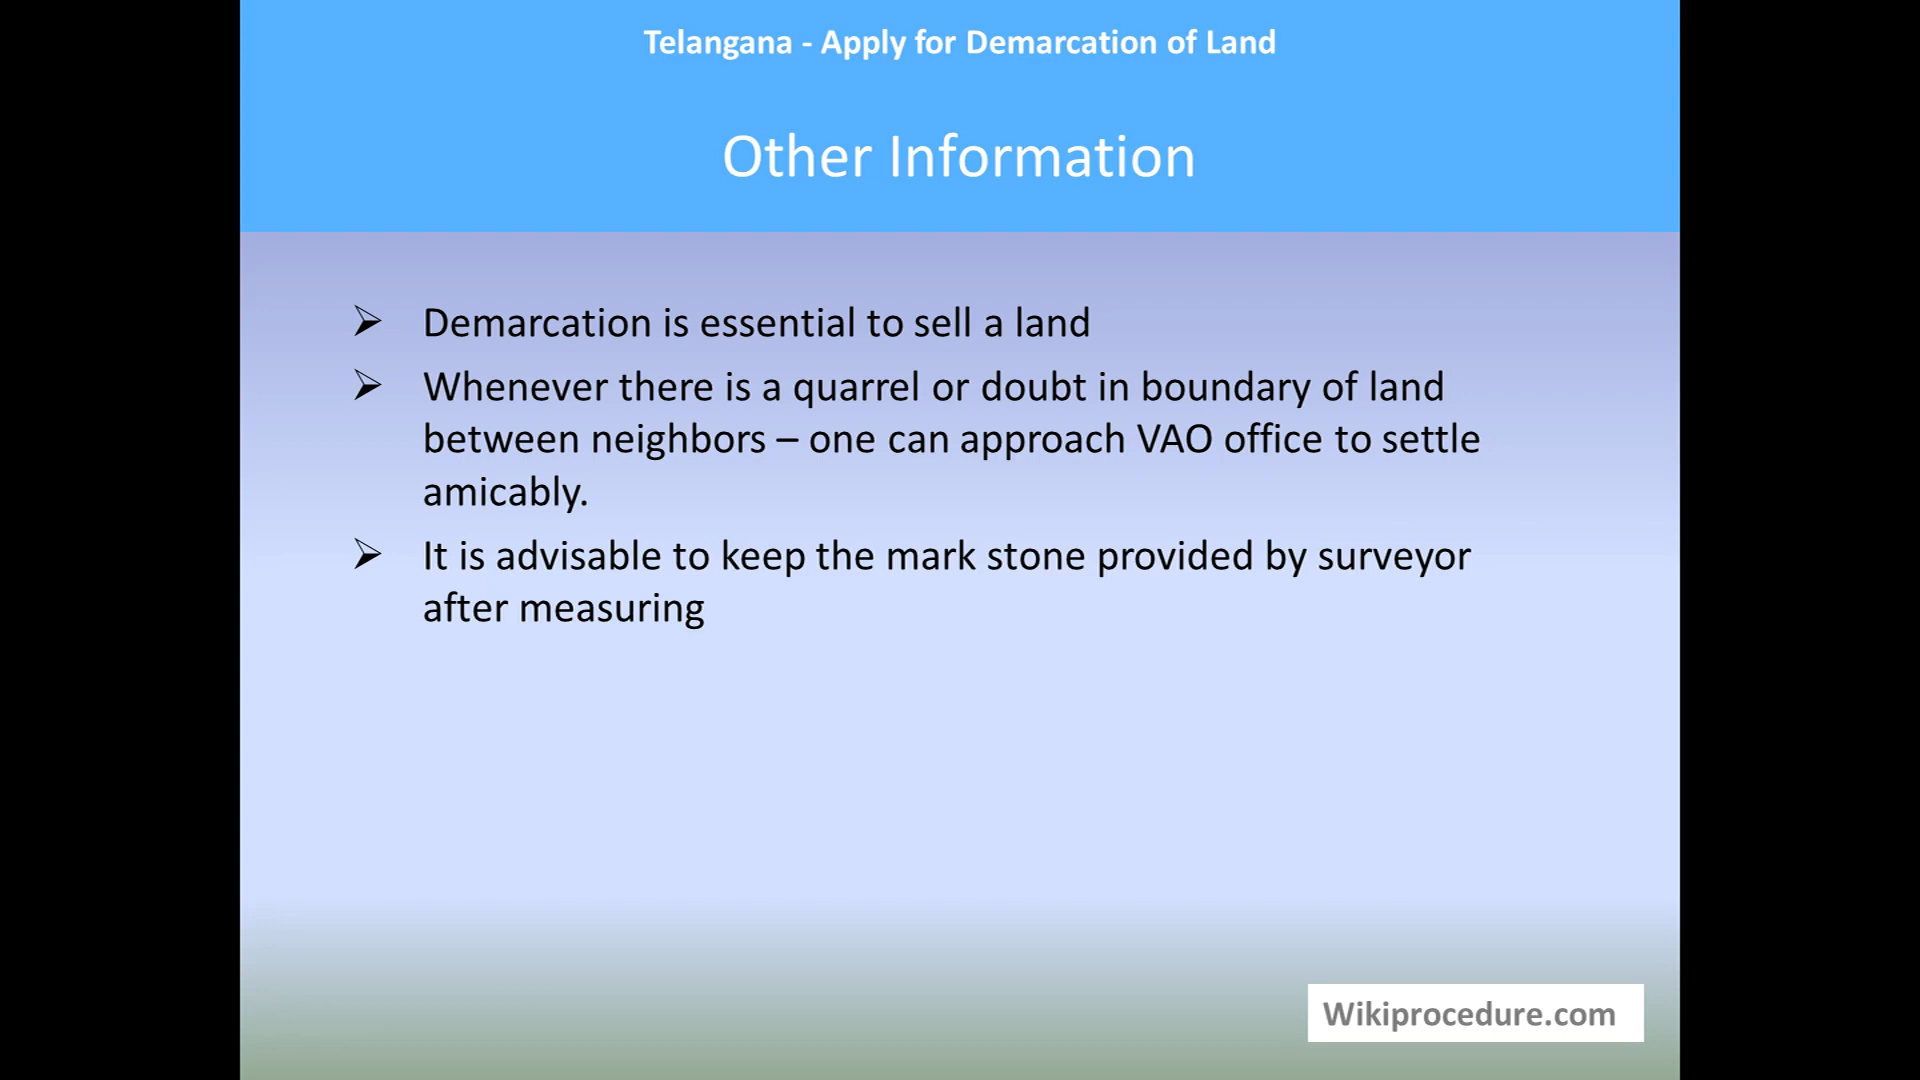 Telangana - Apply for Demarcation of Land
Other Information
➢ Demarcation is essential to sell a land
➢ Whenever there is a quarrel or doubt in boundary of land
between neighbors – one can approach VAO office to settle
amicably.
➢ It is advisable to keep the mark stone provided by surveyor
after measuring
Wikiprocedure.com